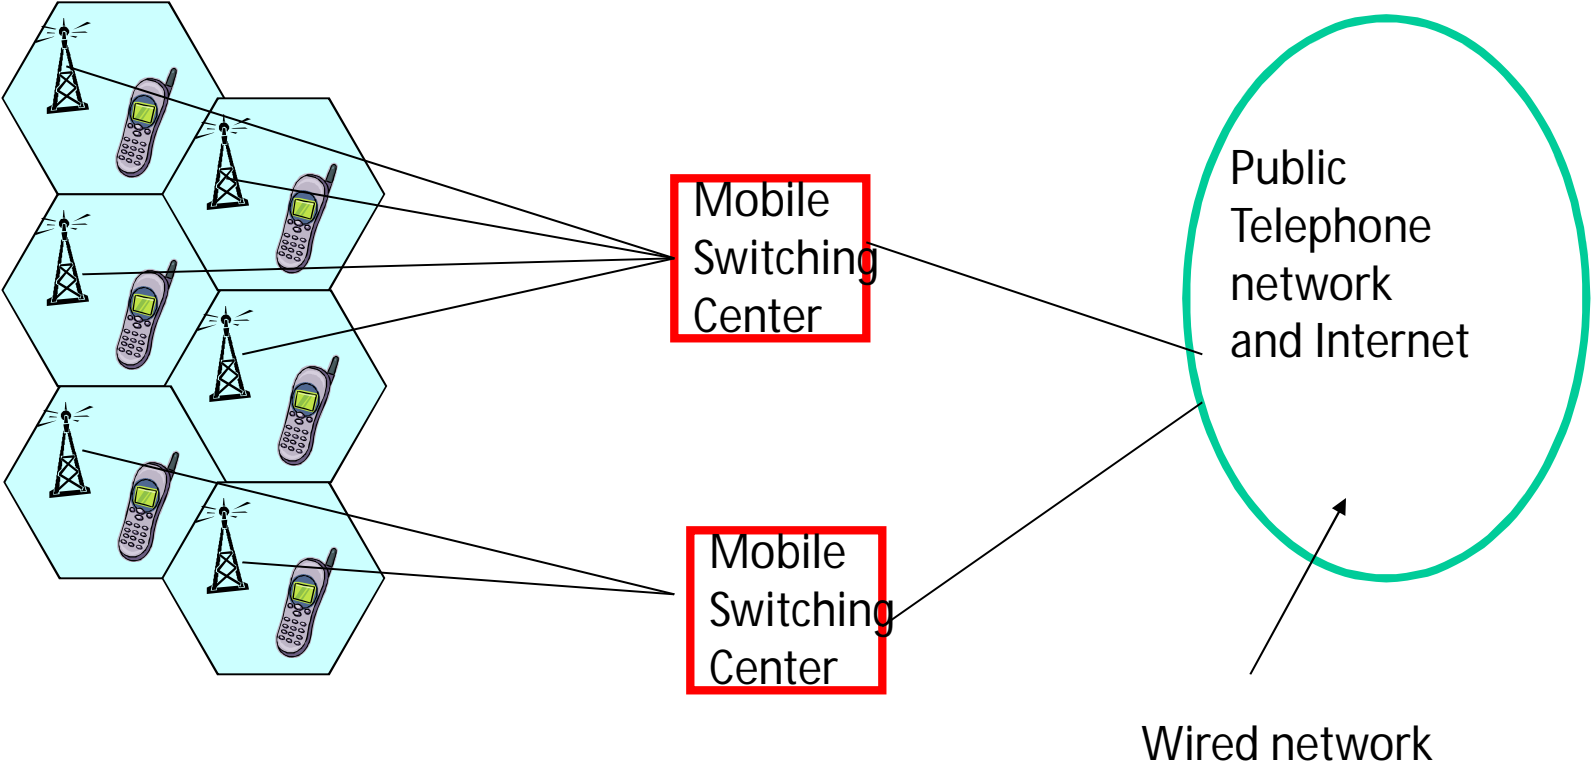 Mobile
Switching
Center
Public
Telephone
network
and Internet
Mobile
Switching
Center
Wired network